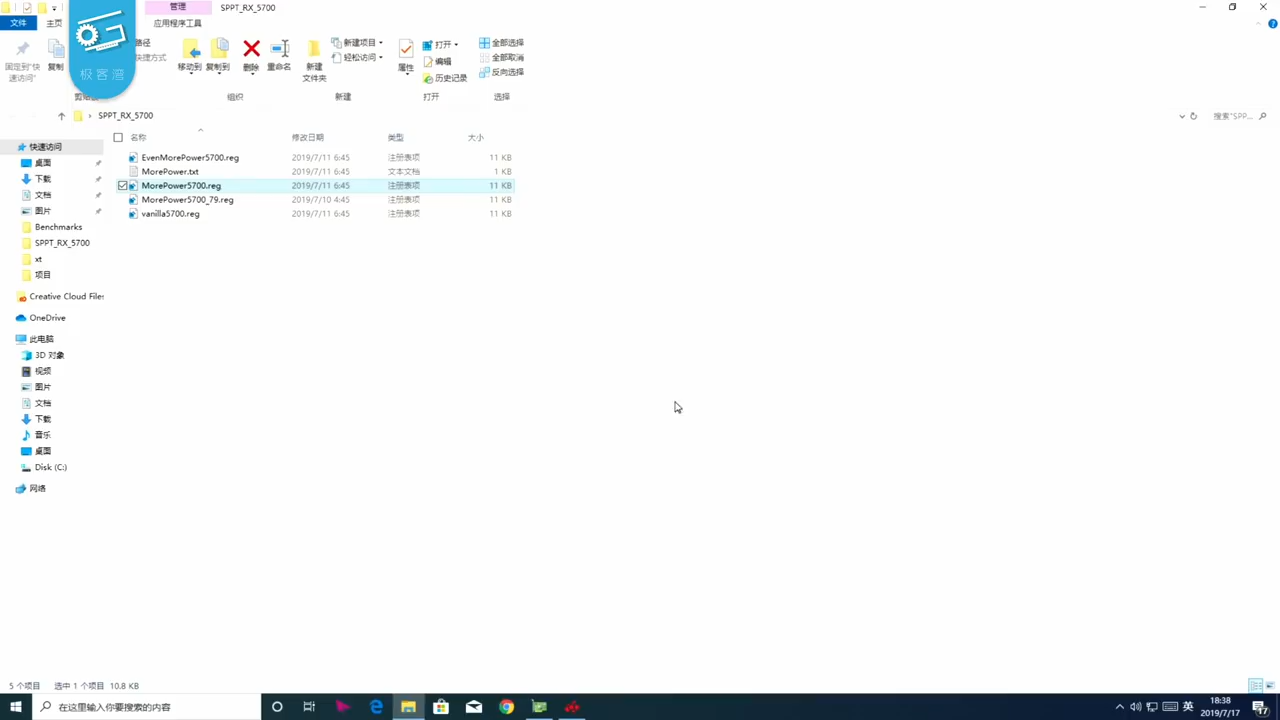 管理
SPPT_RX_5700
文件
主页
应用程序工具
极客湾
固定到"快速访问"
复制
路径
快捷方式
移动到
复制到
删除
重命名
新建文件夹
新建项目
轻松访问
属性
打开
编辑
历史记录
全部选择
全部取消
反向选择
组织
新建
打开
选择
SPPT_RX_5700
搜索"SPP...
名称
修改日期
类型
大小
EvenMorePower5700.reg 2019/7/11 6:45 注册表项 11 KB
MorePower.txt 2019/7/11 6:45 文本文档 1 KB
MorePower5700.reg 2019/7/11 6:45 注册表项 11 KB
MorePower5700_79.reg 2019/7/10 4:45 注册表项 11 KB
vanilla5700.reg 2019/7/11 6:45 注册表项 11 KB
快速访问
桌面
下载
文档
图片
Benchmarks
SPPT_RX_5700
xt
项目
Creative Cloud Files
OneDrive
此电脑
3D 对象
视频
图片
文档
下载
音乐
桌面
Disk (C:)
网络
5 个项目 选中 1 个项目 10.8 KB
在这里输入你要搜索的内容
英
18:38
2019/7/17
17